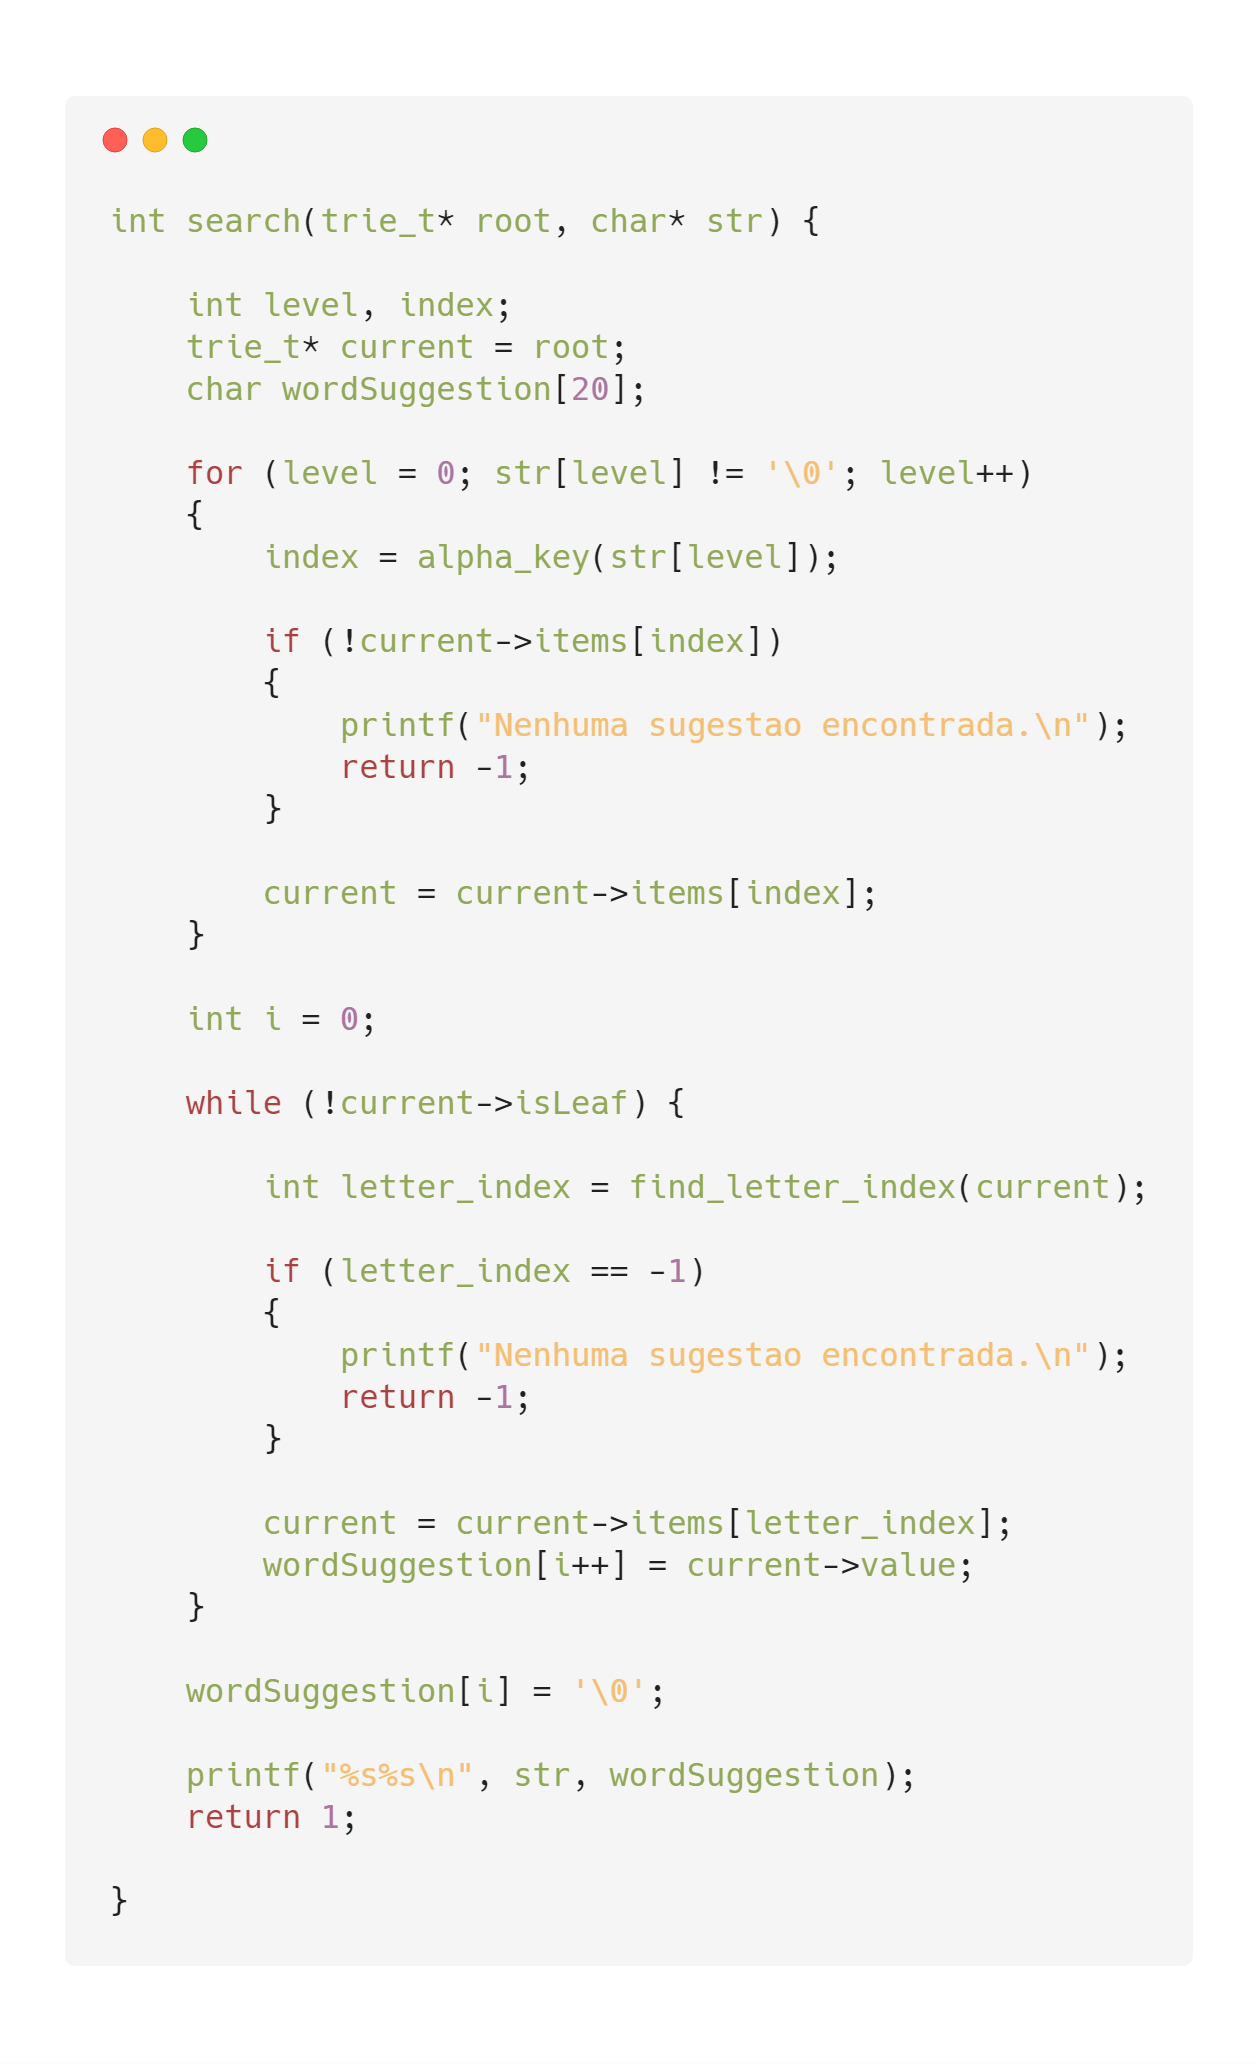 int search(trie_t* root, char* str) {

    int level, index;
    trie_t* current = root;
    char wordSuggestion[20];

    for (level = 0; str[level] != '\0'; level++)
    {
        index = alpha_key(str[level]);

        if (!current->items[index])
        {
            printf("Nenhuma sugestao encontrada.\n");
            return -1;
        }

        current = current->items[index];
    }

    int i = 0;

    while (!current->isLeaf) {

        int letter_index = find_letter_index(current);

        if (letter_index == -1)
        {
            printf("Nenhuma sugestao encontrada.\n");
            return -1;
        }

        current = current->items[letter_index];
        wordSuggestion[i++] = current->value;
    }

    wordSuggestion[i] = '\0';

    printf("%s%s\n", str, wordSuggestion);
    return 1;

}